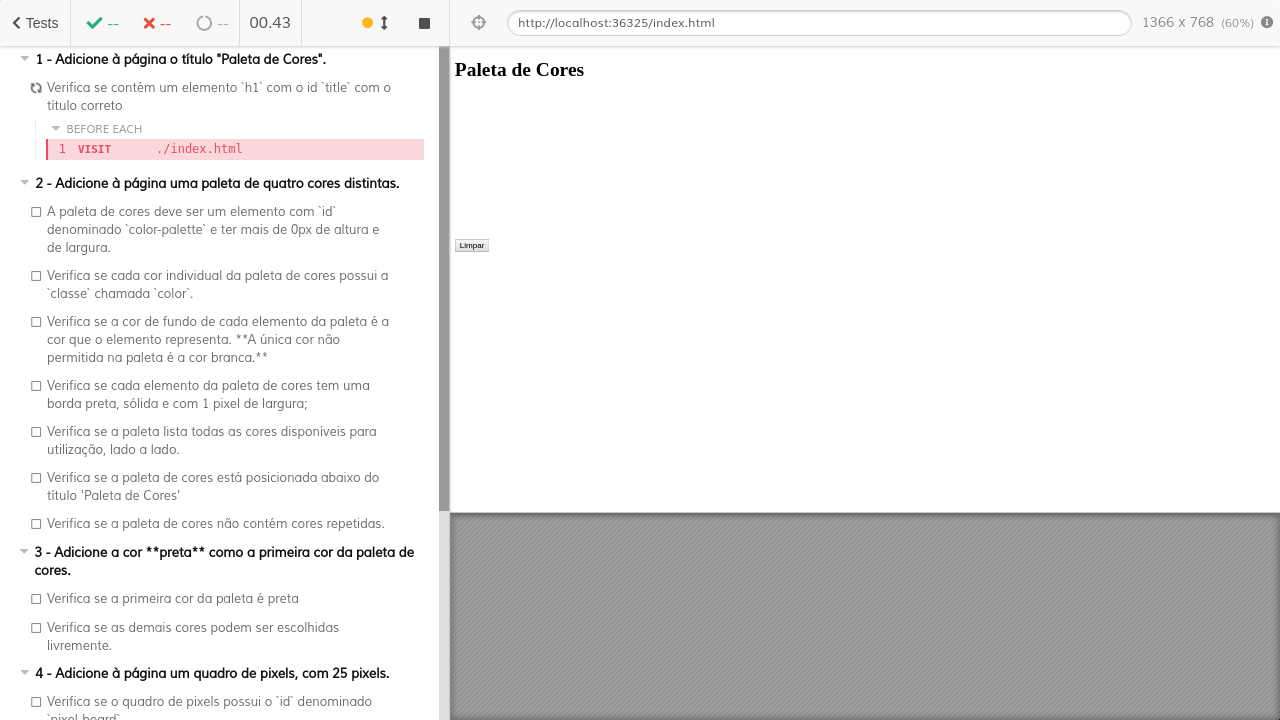 Tests
--
--
--
00.43
http://localhost:36325/index.html
1366 x 768 (60%)
1 - Adicione à página o título "Paleta de Cores".
Verifica se contém um elemento `h1` com o id `title` com o
título correto
BEFORE EACH
1 VISIT ./index.html
2 - Adicione à página uma paleta de quatro cores distintas.
A paleta de cores deve ser um elemento com `id`
denominado `color-palette` e ter mais de 0px de altura e
de largura.
Verifica se cada cor individual da paleta de cores possui a
`classe` chamada `color`.
Verifica se a cor de fundo de cada elemento da paleta é a
cor que o elemento representa. **A única cor não
permitida na paleta é a cor branca.**
Verifica se cada elemento da paleta de cores tem uma
borda preta, sólida e com 1 pixel de largura;
Verifica se a paleta lista todas as cores disponíveis para
utilização, lado a lado.
Verifica se a paleta de cores está posicionada abaixo do
título 'Paleta de Cores'
Verifica se a paleta de cores não contém cores repetidas.
3 - Adicione a cor **preta** como a primeira cor da paleta de
cores.
Verifica se a primeira cor da paleta é preta
Verifica se as demais cores podem ser escolhidas
livremente.
4 - Adicione à página um quadro de pixels, com 25 pixels.
Verifica se o quadro de pixels possui o `id` denominado
`pixel-board`.
Paleta de Cores
Limpar